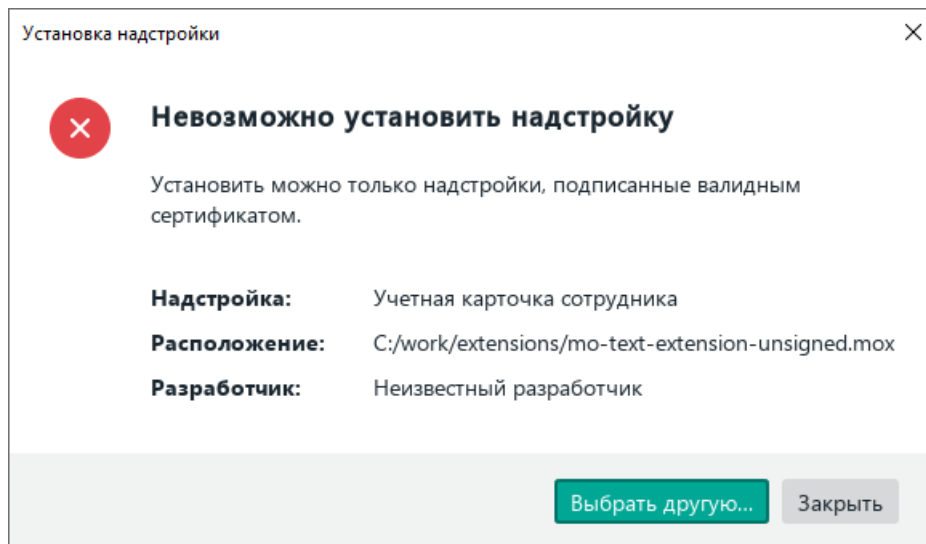 Установка надстройки
Невозможно установить надстройку
Установить можно только надстройки, подписанные валидным
сертификатом.
Надстройка: Учетная карточка сотрудника
Расположение: C:/work/extensions/mo-text-extension-unsigned.mox
Разработчик: Неизвестный разработчик
Выбрать другую... Закрыть